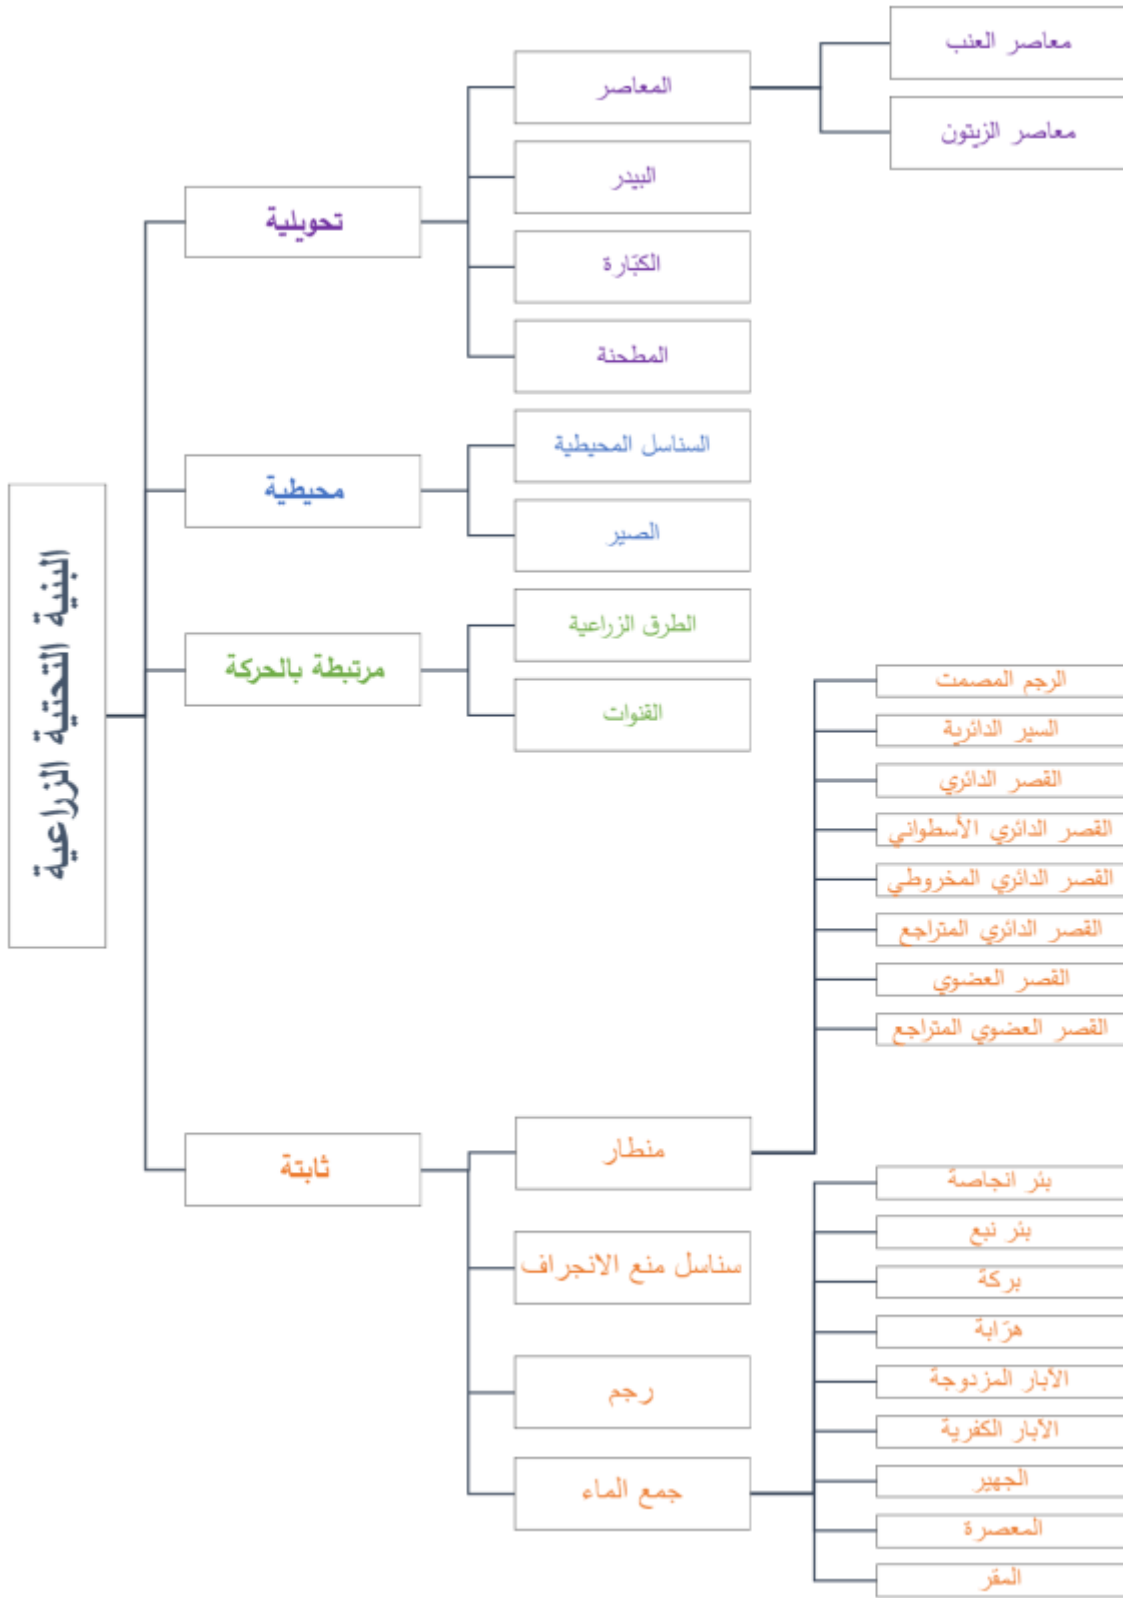 البنية التحتية الزراعية
تحويلية
المعاصر
معاصر العنب
معاصر الزيتون
البيدر
الكبّارة
المطحنة
محيطية
السناسل المحيطية
الصير
مرتبطة بالحركة
الطرق الزراعية
القنوات
ثابتة
منطار
الرجم المصمت
السير الدائرية
القصر الدائري
القصر الدائري الأسطواني
القصر الدائري المخروطي
القصر الدائري المتراجع
القصر العضوي
القصر العضوي المتراجع
سناسل منع الانجراف
رجم
جمع الماء
بئر انجاصة
بئر نبع
بركة
هرّابة
الآبار المزدوجة
الآبار الكفرية
الجهير
المعصرة
المقر